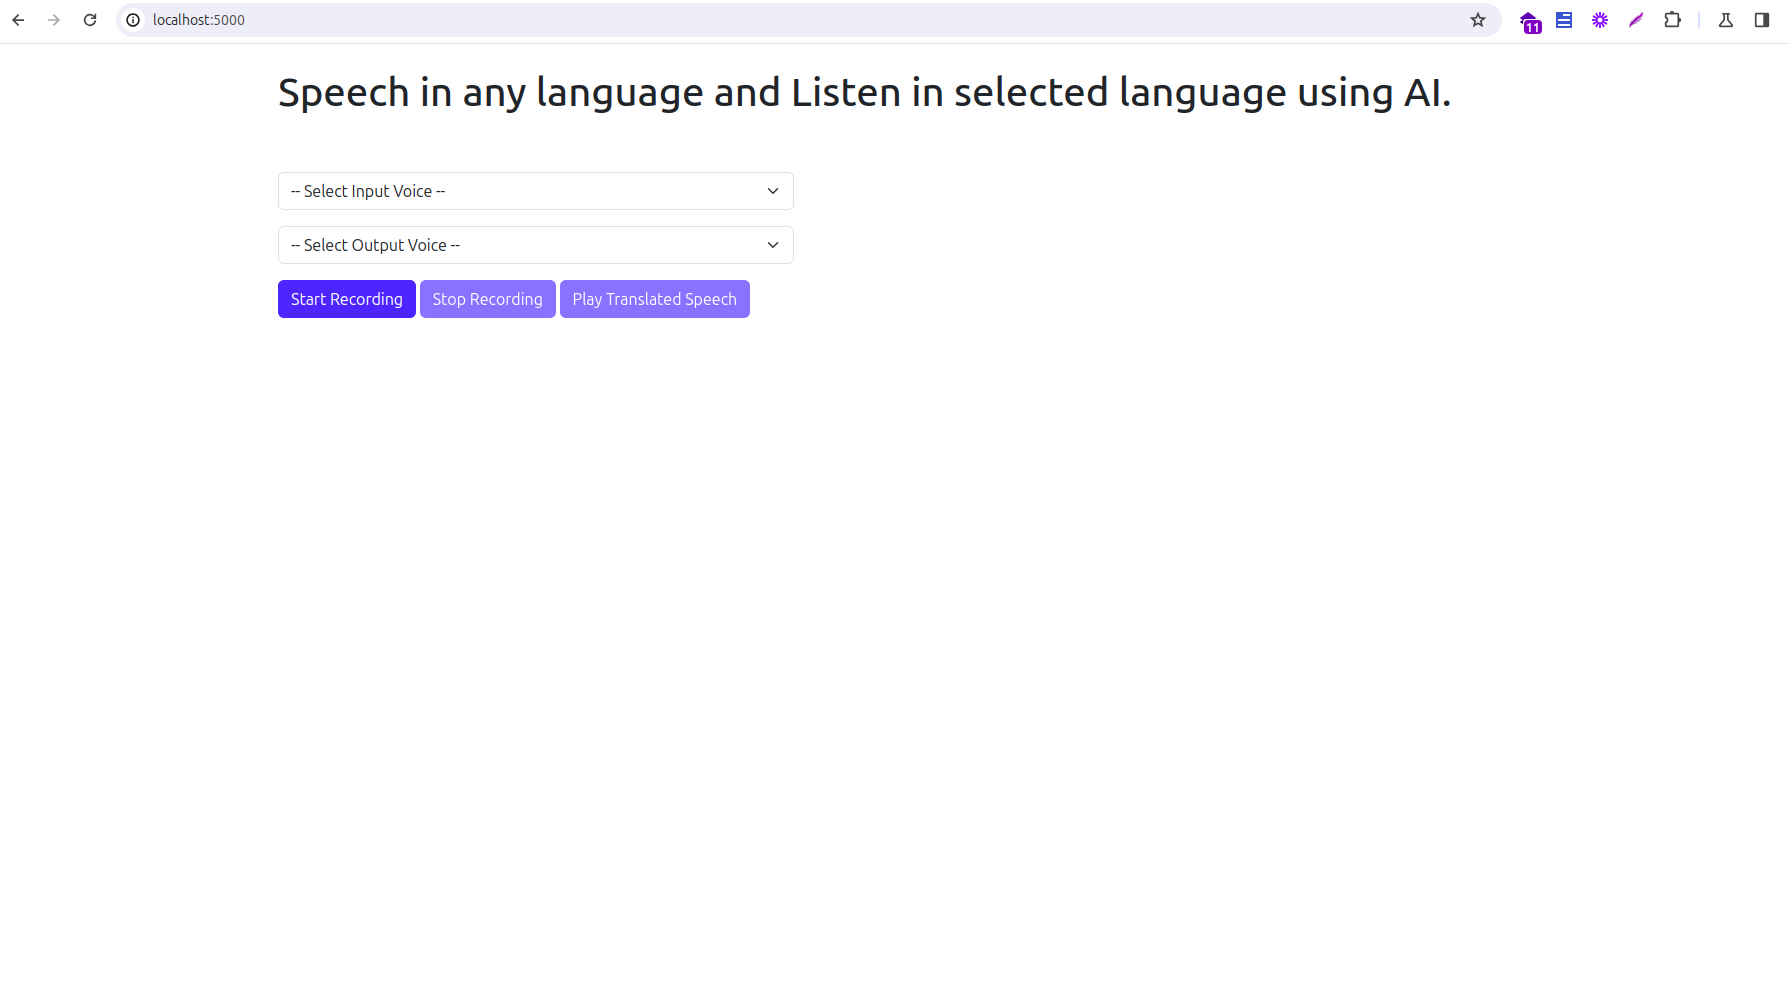 localhost:5000
11
Speech in any language and Listen in selected language using AI.
-- Select Input Voice --
-- Select Output Voice --
Start Recording Stop Recording Play Translated Speech